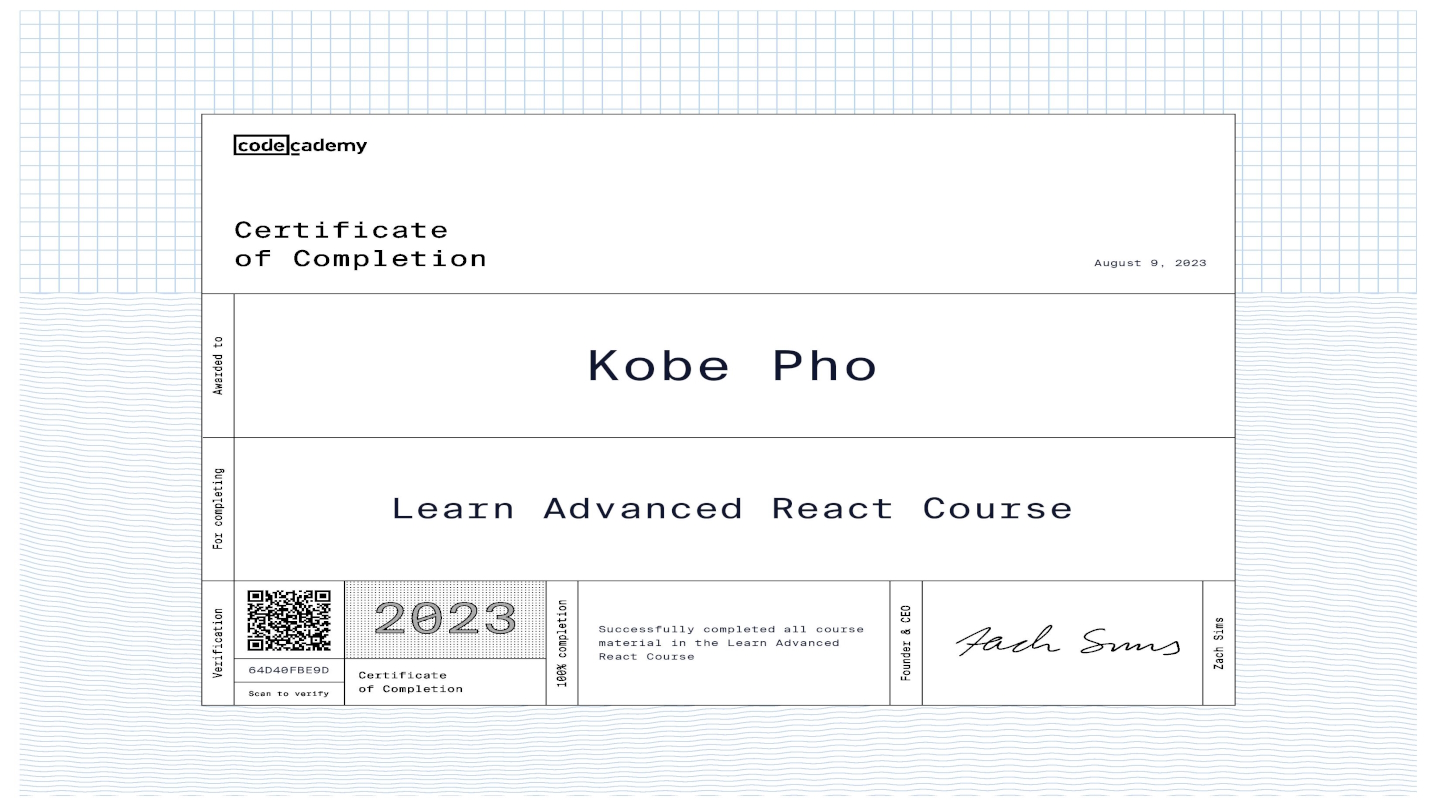 codecademy
Certificate
of Completion
August 9, 2023
Awarded to
Kobe Pho
For completing
Learn Advanced React Course
Verification
64D40FBE9D
Scan to verify
2023
Certificate
of Completion
100% completion
Successfully completed all course
material in the Learn Advanced
React Course
Founder & CEO
Zach Sims
Zach Sims